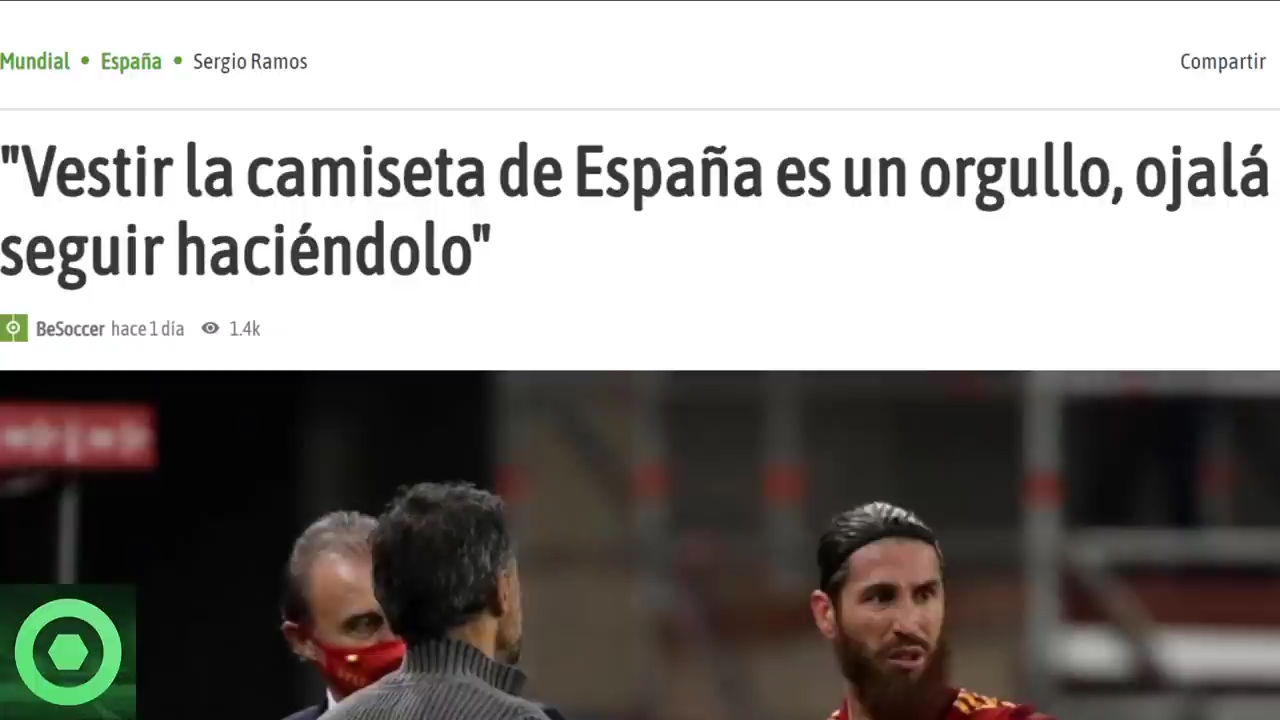 Mundial • España • Sergio Ramos
Compartir
"Vestir la camiseta de España es un orgullo, ojalá
seguir haciéndolo"
BeSoccer hace 1 día 1.4k